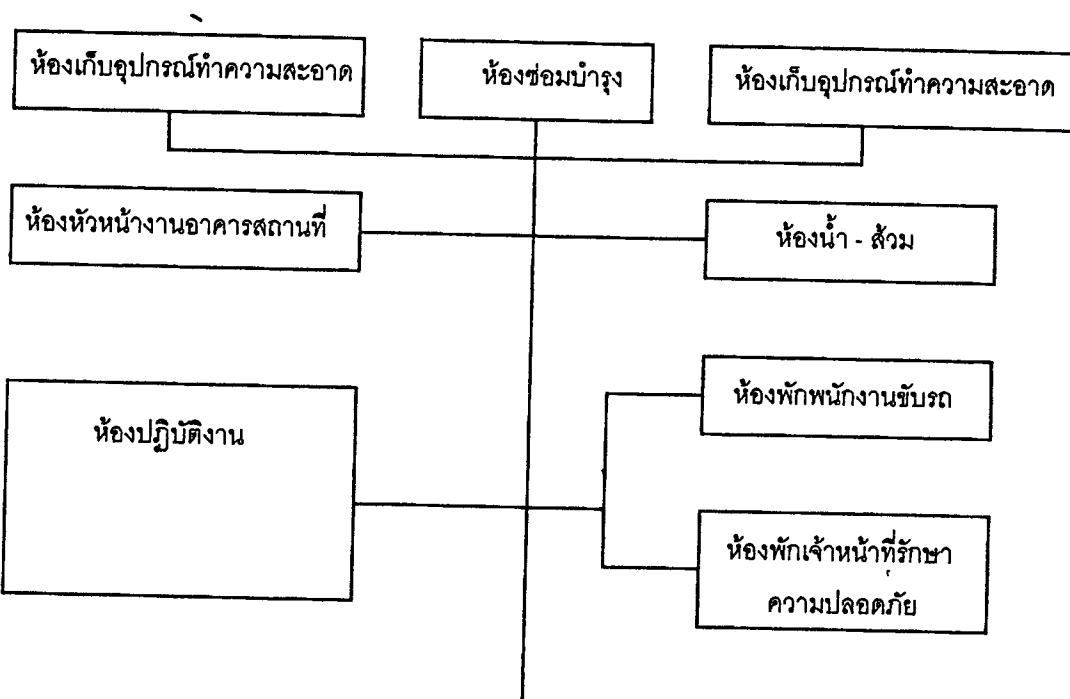 ห้องเก็บอุปกรณ์ทำความสะอาด
ห้องซ่อมบำรุง
ห้องเก็บอุปกรณ์ทำความสะอาด
ห้องหัวหน้างานอาคารสถานที่
ห้องน้ำ - ส้วม
ห้องพักพนักงานขับรถ
ห้องปฏิบัติงาน
ห้องพักเจ้าหน้าที่รักษา
ความปลอดภัย